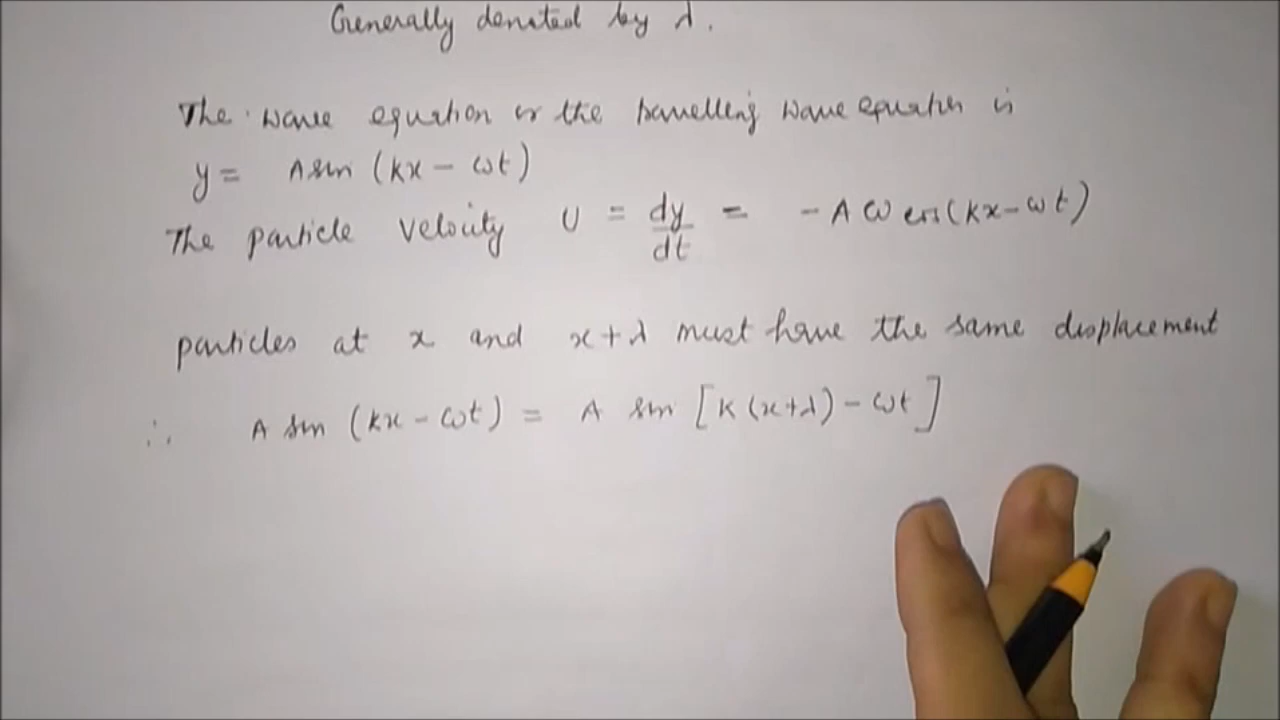 Generally denoted by λ.
The wave equation or the travelling wave equation is
y = A sin (kx - ωt)
The particle velocity U = dy/dt = - A ω cos (kx - ωt)
particles at x and x+λ must have the same displacement
∴ A sin (kx - ωt) = A sin [K (x+λ) - ωt]